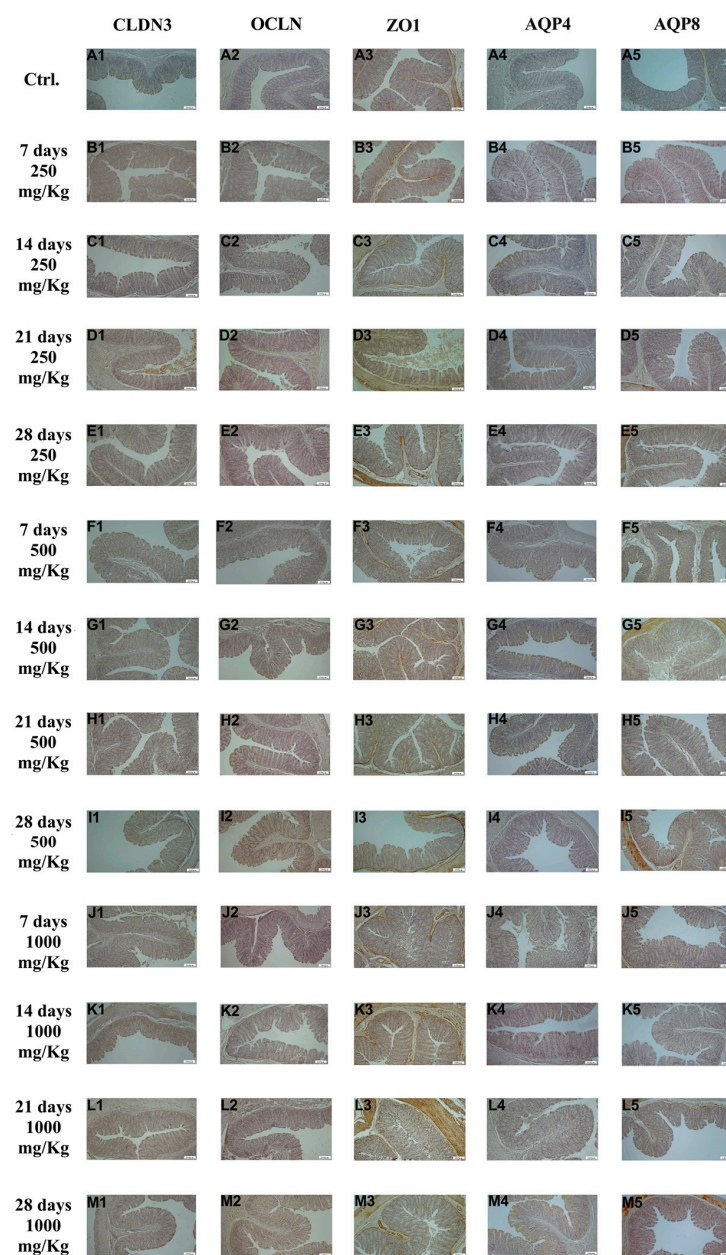 CLDN3 OCLN ZO1 AQP4 AQP8
Ctrl. A1 A2 A3 A4 A5
7 days
250
mg/Kg
B1 B2 B3 B4 B5
14 days
250
mg/Kg
C1 C2 C3 C4 C5
21 days
250
mg/Kg
D1 D2 D3 D4 D5
28 days
250
mg/Kg
E1 E2 E3 E4 E5
7 days
500
mg/Kg
F1 F2 F3 F4 F5
14 days
500
mg/Kg
G1 G2 G3 G4 G5
21 days
500
mg/Kg
H1 H2 H3 H4 H5
28 days
500
mg/Kg
I1 I2 I3 I4 I5
7 days
1000
mg/Kg
J1 J2 J3 J4 J5
14 days
1000
mg/Kg
K1 K2 K3 K4 K5
21 days
1000
mg/Kg
L1 L2 L3 L4 L5
28 days
1000
mg/Kg
M1 M2 M3 M4 M5